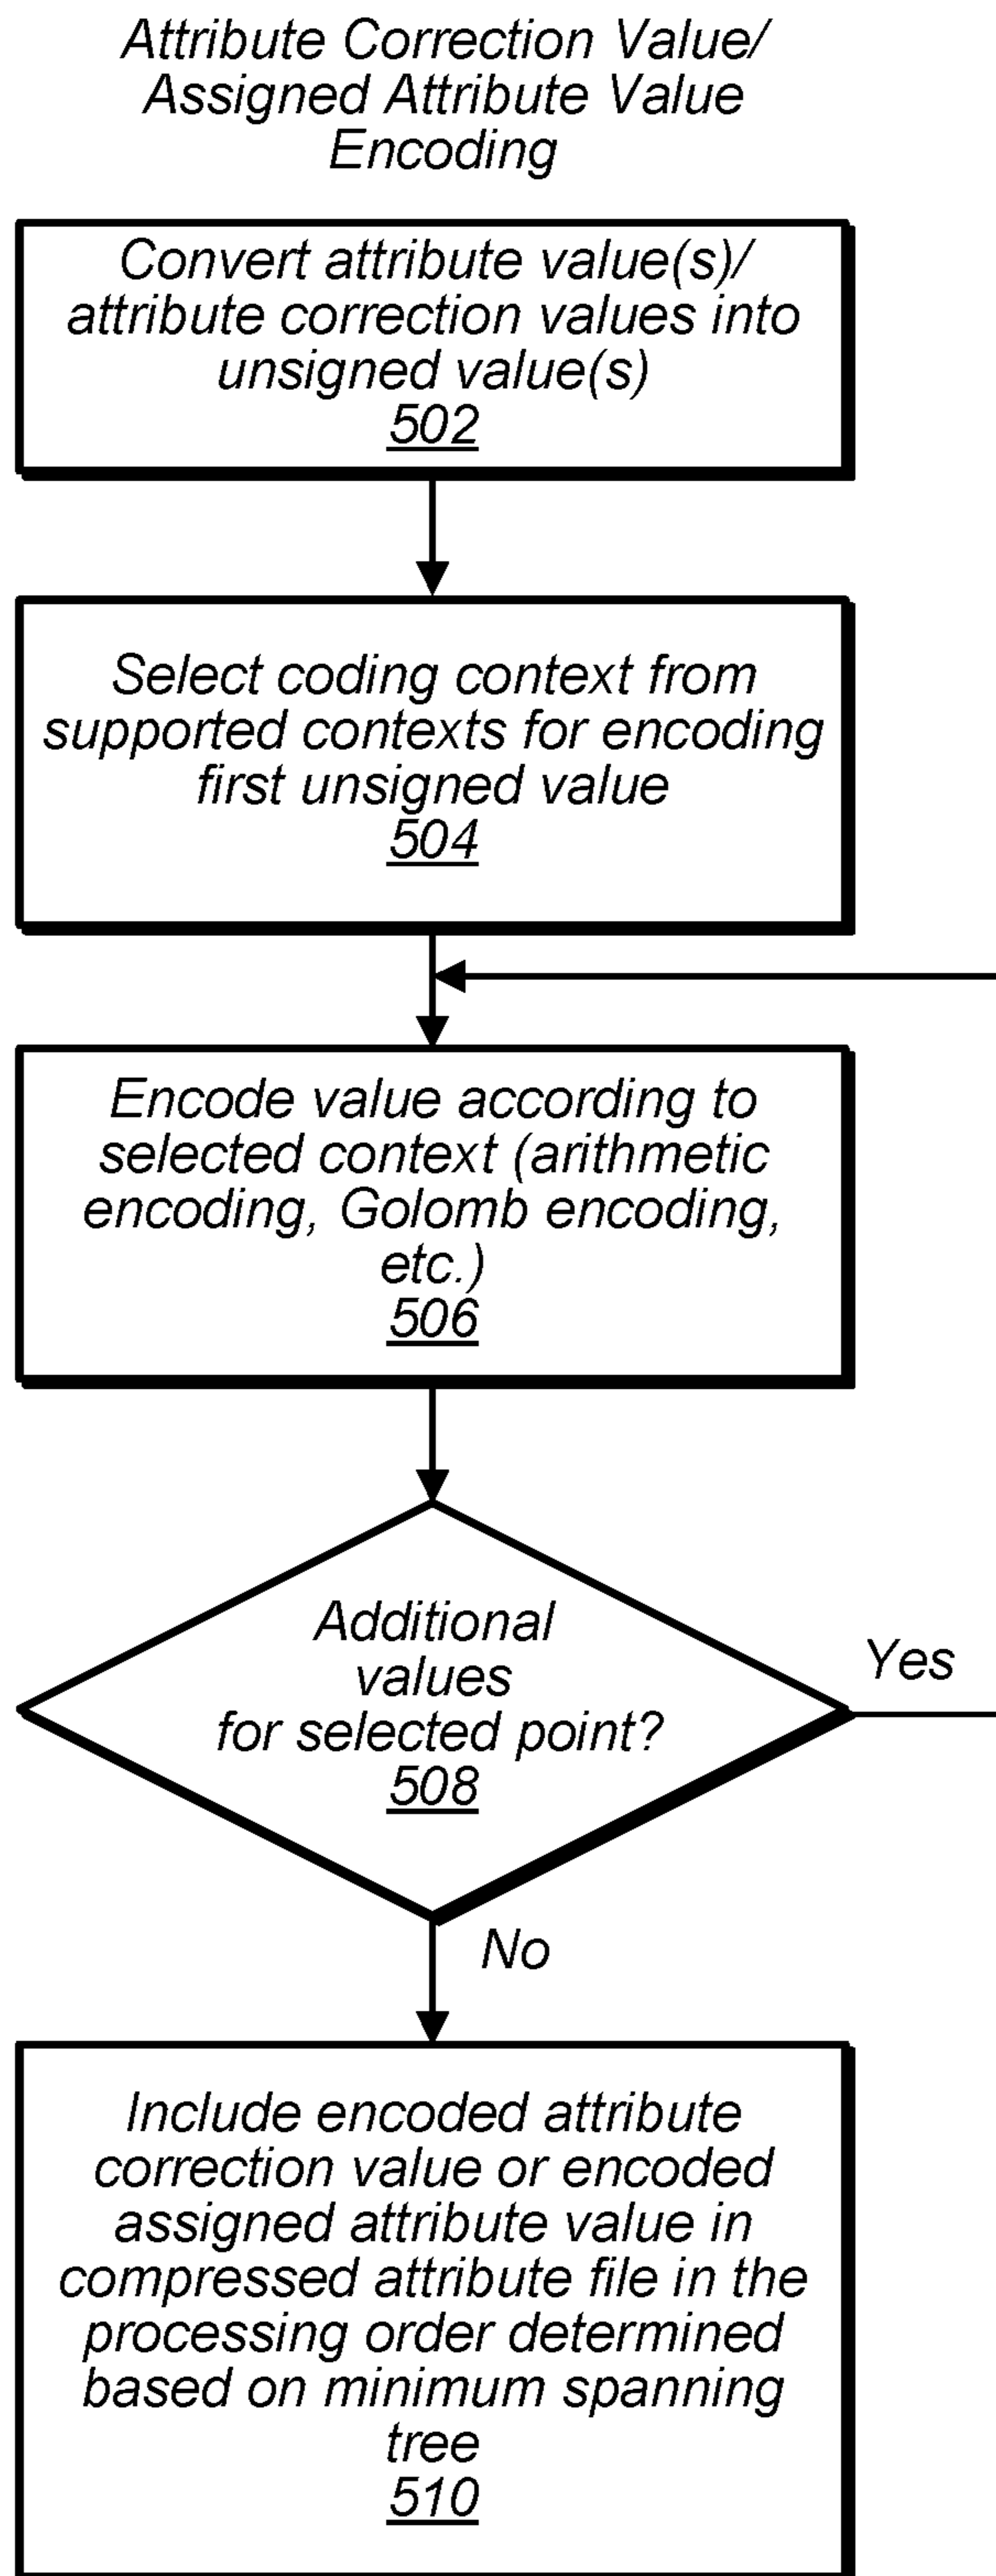 Attribute Correction Value/
Assigned Attribute Value
Encoding
Convert attribute value(s)/
attribute correction values into
unsigned value(s)
502
Select coding context from
supported contexts for encoding
first unsigned value
504
Encode value according to
selected context (arithmetic
encoding, Golomb encoding,
etc.)
506
Additional
values
for selected point?
508
Yes
No
Include encoded attribute
correction value or encoded
assigned attribute value in
compressed attribute file in the
processing order determined
based on minimum spanning
tree
510